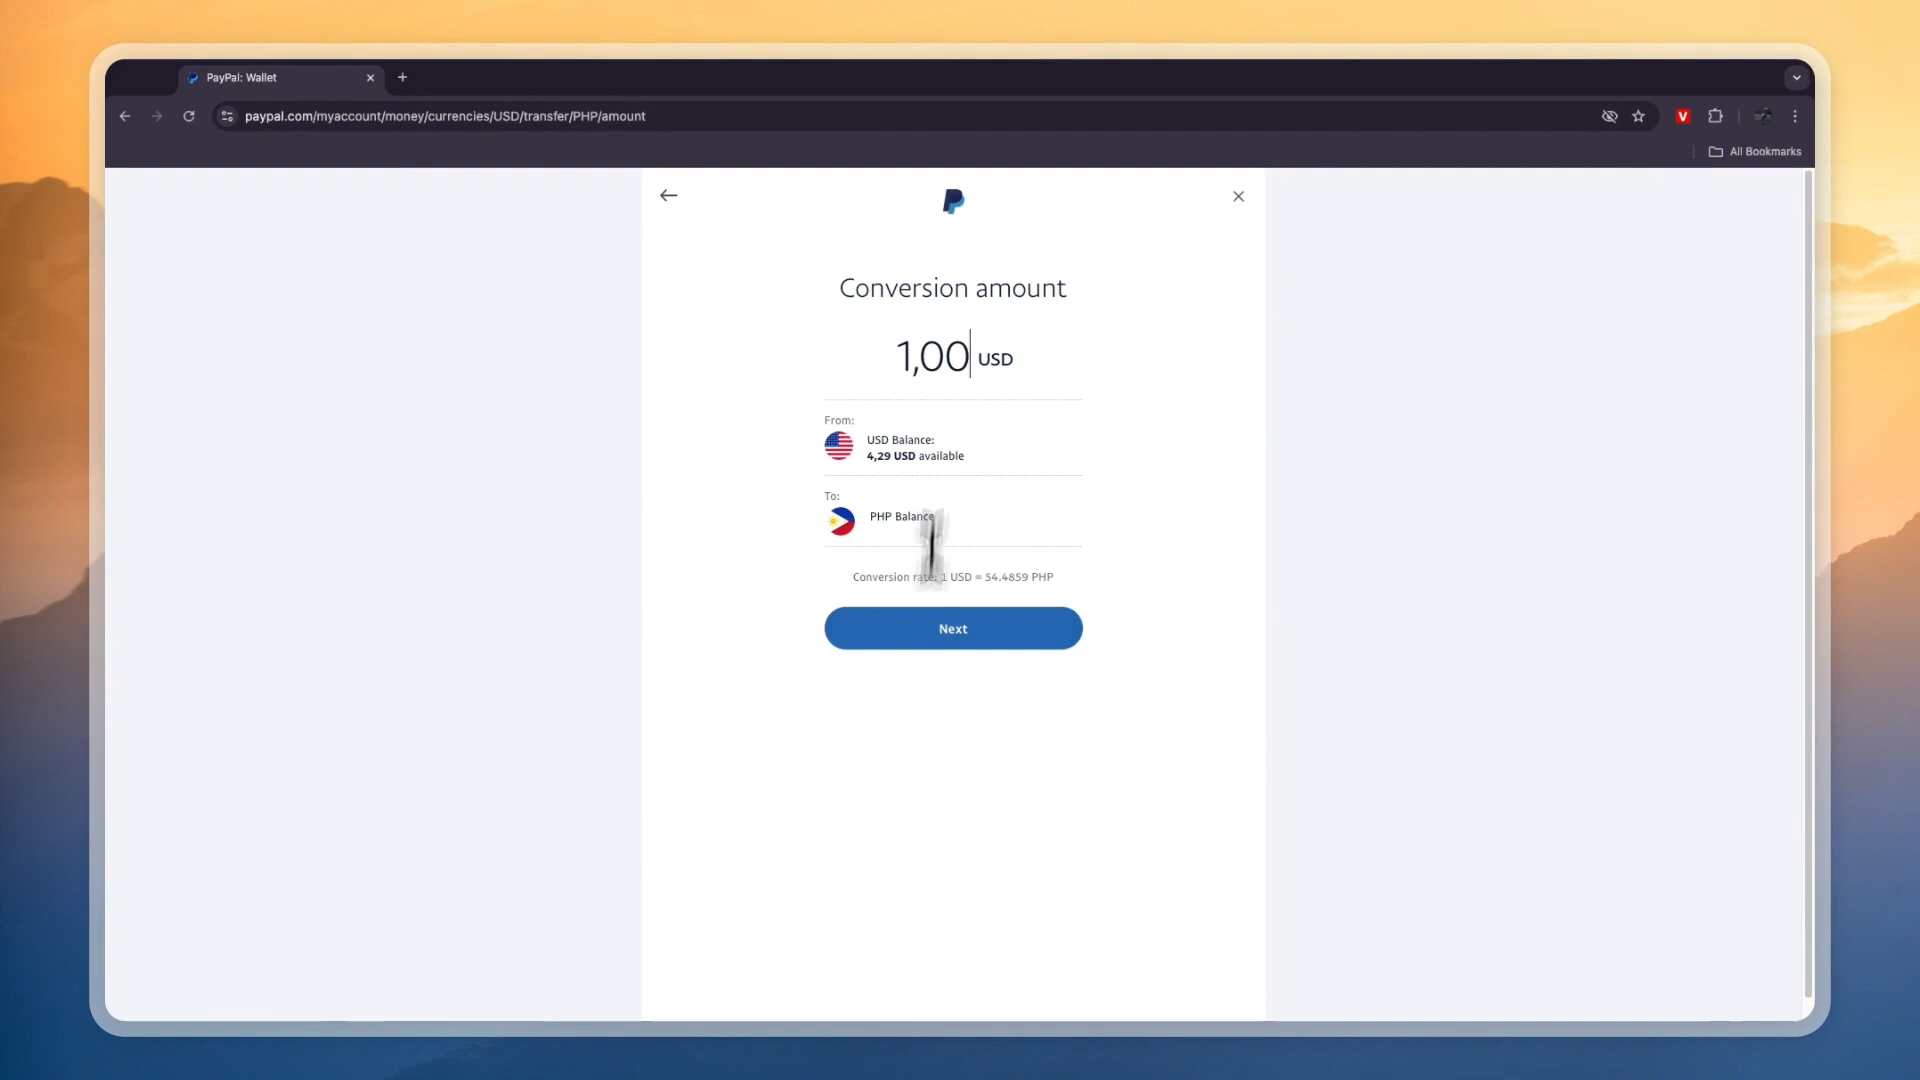 PayPal: Wallet
paypal.com/myaccount/money/currencies/USD/transfer/PHP/amount
V
All Bookmarks
Conversion amount
1,00 USD
From:
USD Balance:
4,29 USD available
To:
PHP Balance
Conversion rate: 1 USD = 54.4859 PHP
Next